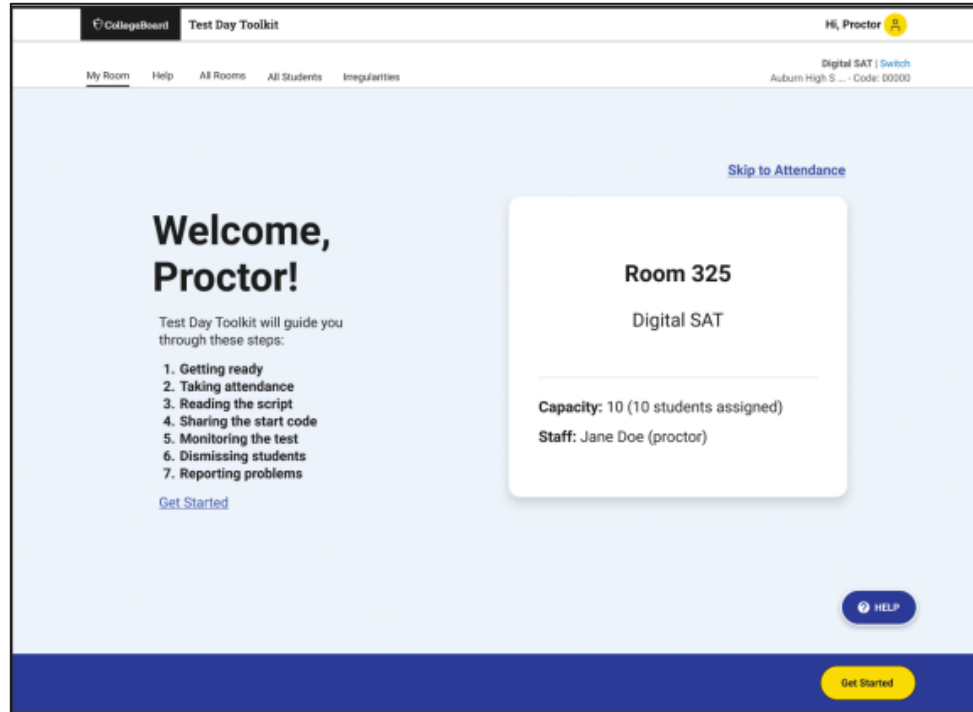 CollegeBoard Test Day Toolkit Hi, Proctor
Digital SAT | Switch
My Room Help All Rooms All Students Irregularities
Auburn High S ... - Code: 00000
Skip to Attendance
Welcome,
Proctor!
Test Day Toolkit will guide you
through these steps:
1. Getting ready
2. Taking attendance
3. Reading the script
4. Sharing the start code
5. Monitoring the test
6. Dismissing students
7. Reporting problems
Get Started
Room 325
Digital SAT
Capacity: 10 (10 students assigned)
Staff: Jane Doe (proctor)
HELP
Get Started